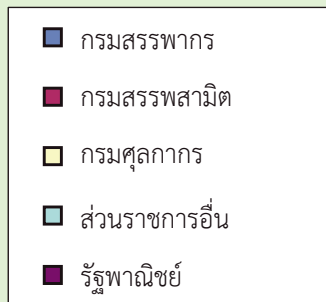 กรมสรรพากร
กรมสรรพสามิต
กรมศุลกากร
ส่วนราชการอื่น
รัฐพาณิชย์